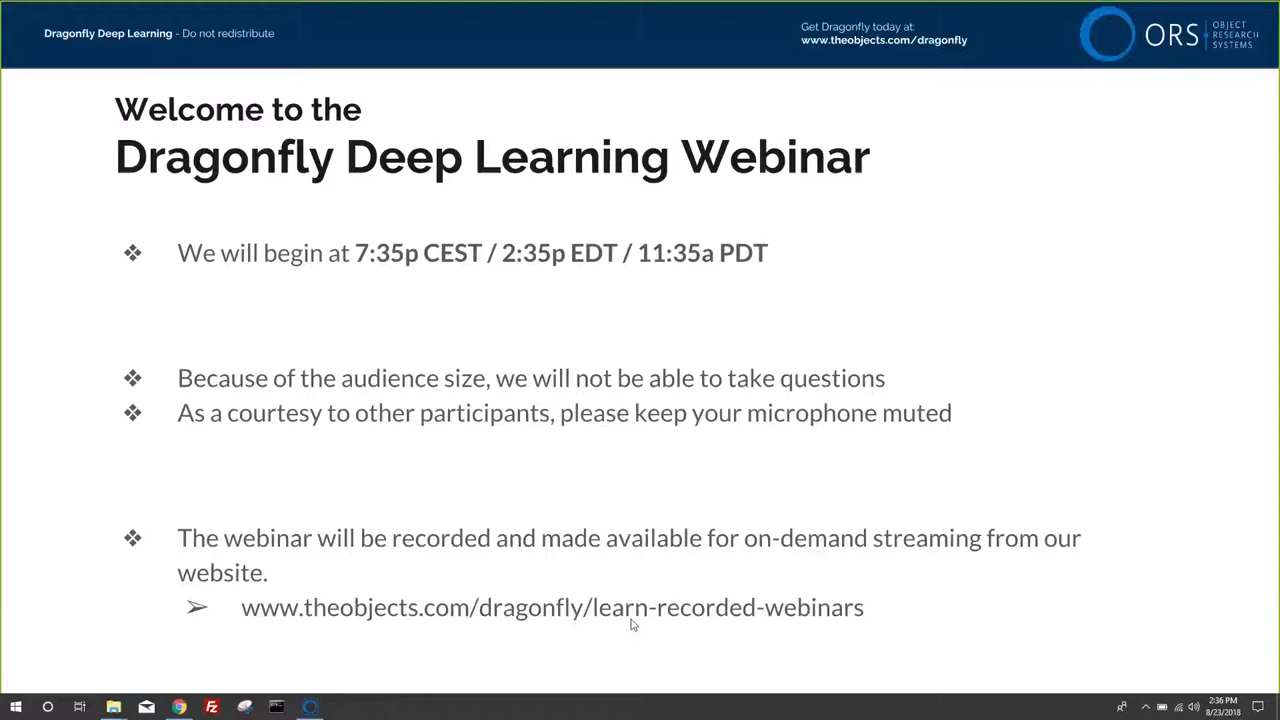 Dragonfly Deep Learning - Do not redistribute
Get Dragonfly today at:
www.theobjects.com/dragonfly
ORS
OBJECT
RESEARCH
SYSTEMS
Welcome to the
Dragonfly Deep Learning Webinar
❖ We will begin at 7:35p CEST / 2:35p EDT / 11:35a PDT
❖ Because of the audience size, we will not be able to take questions
❖ As a courtesy to other participants, please keep your microphone muted
❖ The webinar will be recorded and made available for on-demand streaming from our
website.
➢ www.theobjects.com/dragonfly/learn-recorded-webinars
Fz
2:36 PM
8/23/2018